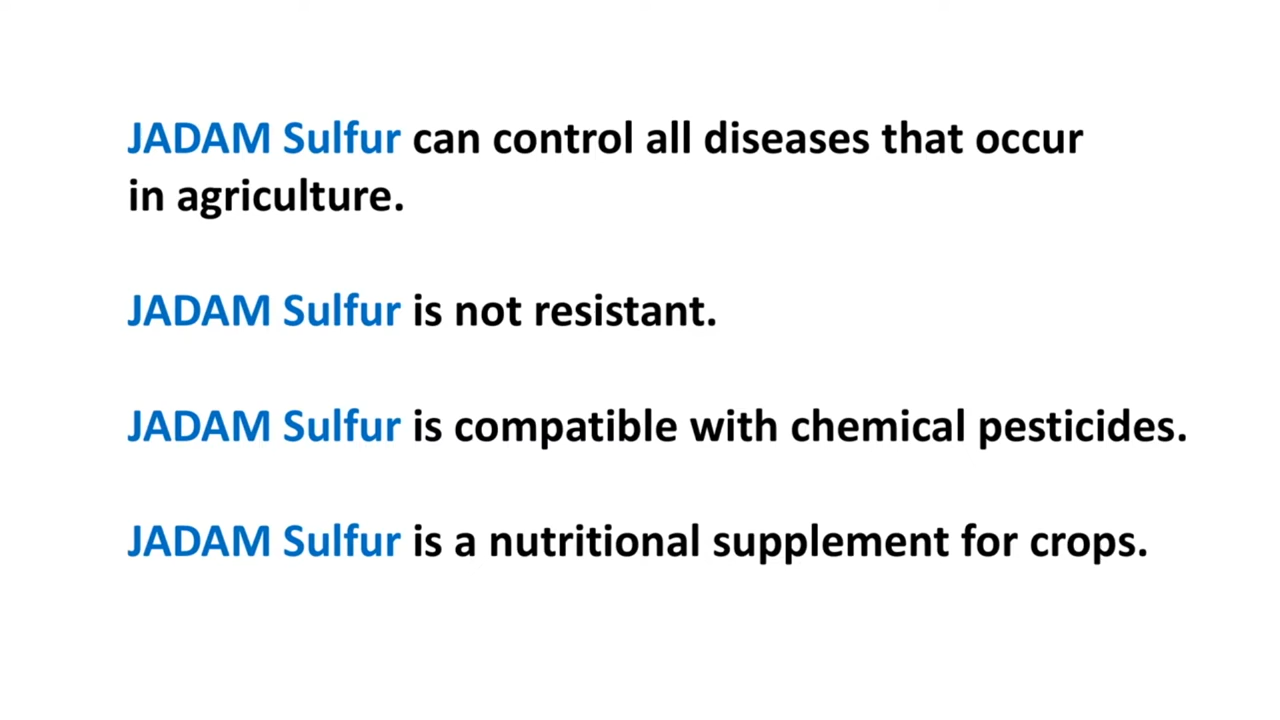 JADAM Sulfur can control all diseases that occur
in agriculture.
JADAM Sulfur is not resistant.
JADAM Sulfur is compatible with chemical pesticides.
JADAM Sulfur is a nutritional supplement for crops.